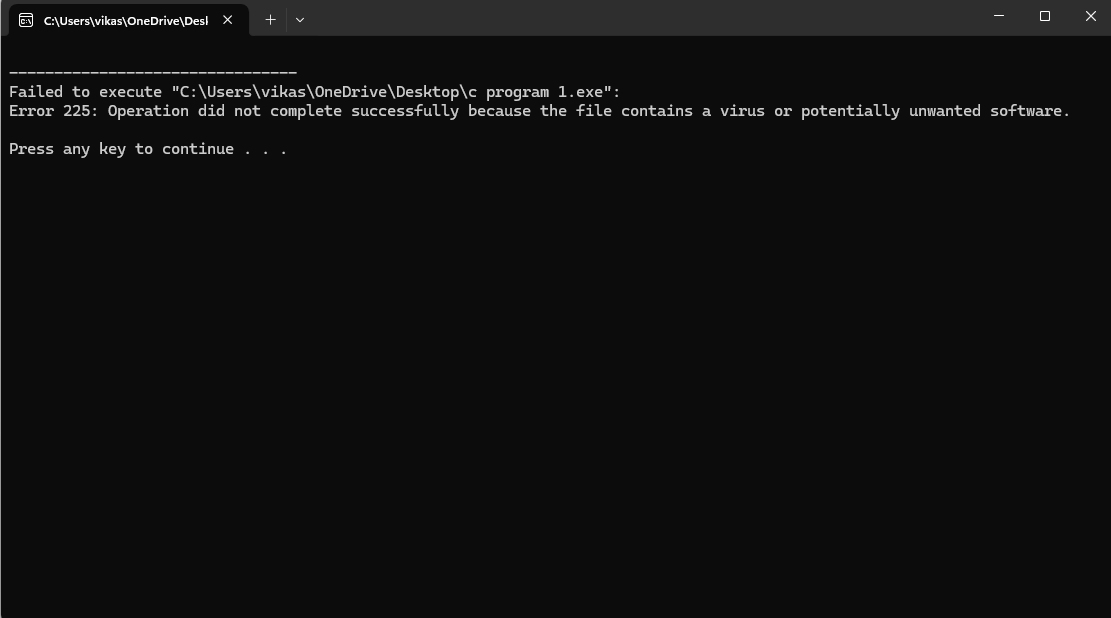 C:\Users\vikas\OneDrive\Desl
--------------------------------
Failed to execute "C:\Users\vikas\OneDrive\Desktop\c program 1.exe":
Error 225: Operation did not complete successfully because the file contains a virus or potentially unwanted software.
Press any key to continue . . .